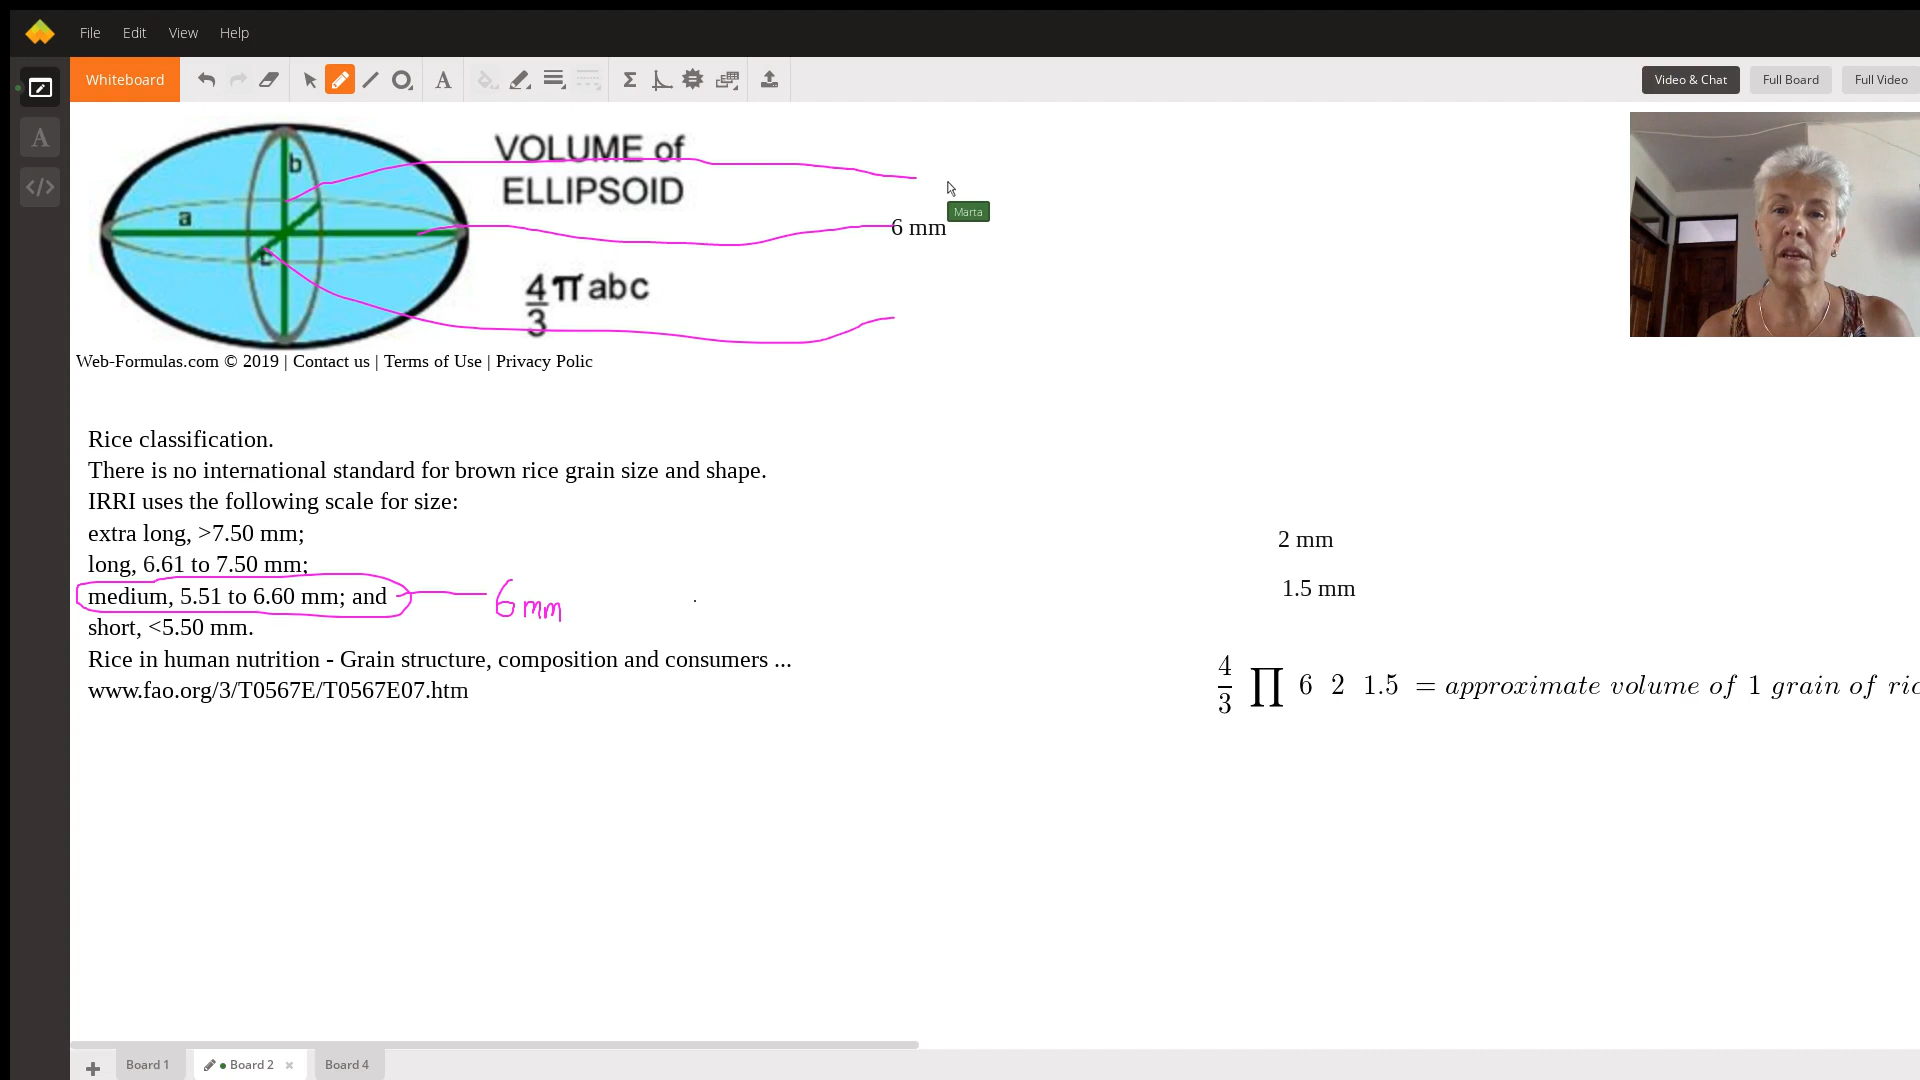 File Edit View Help
Whiteboard
Video & Chat
Full Board
Full Video
VOLUME of
ELLIPSOID
a
b
c
4/3 π abc
6 mm
Marta
Web-Formulas.com © 2019 | Contact us | Terms of Use | Privacy Polic
Rice classification.
There is no international standard for brown rice grain size and shape.
IRRI uses the following scale for size:
extra long, >7.50 mm;
long, 6.61 to 7.50 mm;
medium, 5.51 to 6.60 mm; and
6 mm
short, <5.50 mm.
Rice in human nutrition - Grain structure, composition and consumers ...
www.fao.org/3/T0567E/T0567E07.htm
2 mm
1.5 mm
4/3 ∏ 6 2 1.5 = approximate volume of 1 grain of ric
Board 1
Board 2
Board 4